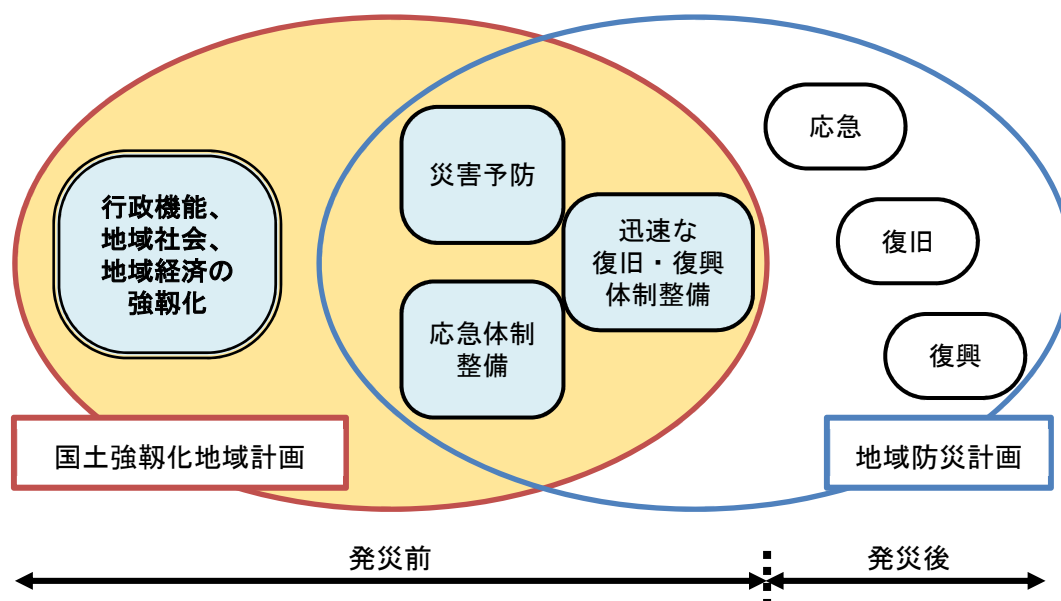 行政機能、
地域社会、
地域経済の
強靱化
災害予防
応急体制
整備
迅速な
復旧・復興
体制整備
応急
復旧
復興
国土強靱化地域計画
地域防災計画
発災前
発災後